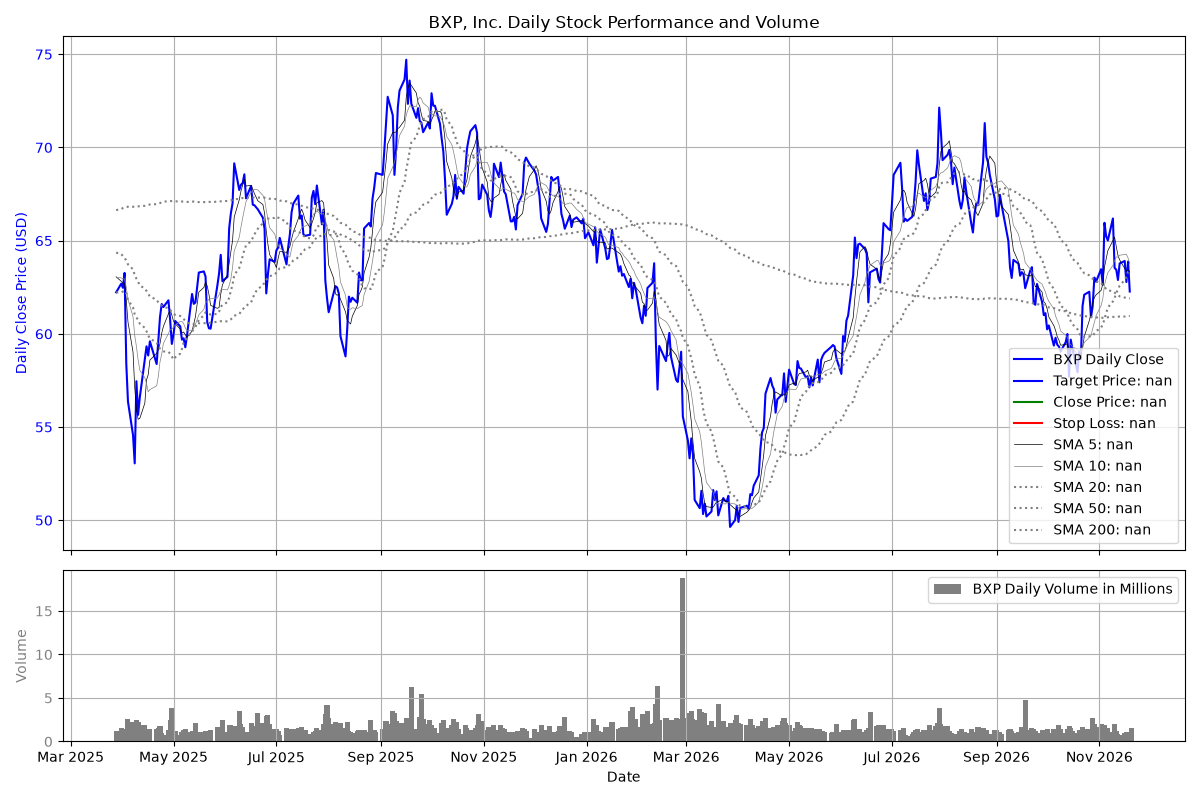 BXP, Inc. Daily Stock Performance and Volume
Daily Close Price (USD)
75
70
65
60
55
50
BXP Daily Close
Target Price: nan
Close Price: nan
Stop Loss: nan
SMA 5: nan
SMA 10: nan
SMA 20: nan
SMA 50: nan
SMA 200: nan
Volume
15
10
5
0
BXP Daily Volume in Millions
Mar 2025 May 2025 Jul 2025 Sep 2025 Nov 2025 Jan 2026 Mar 2026 May 2026 Jul 2026 Sep 2026 Nov 2026
Date